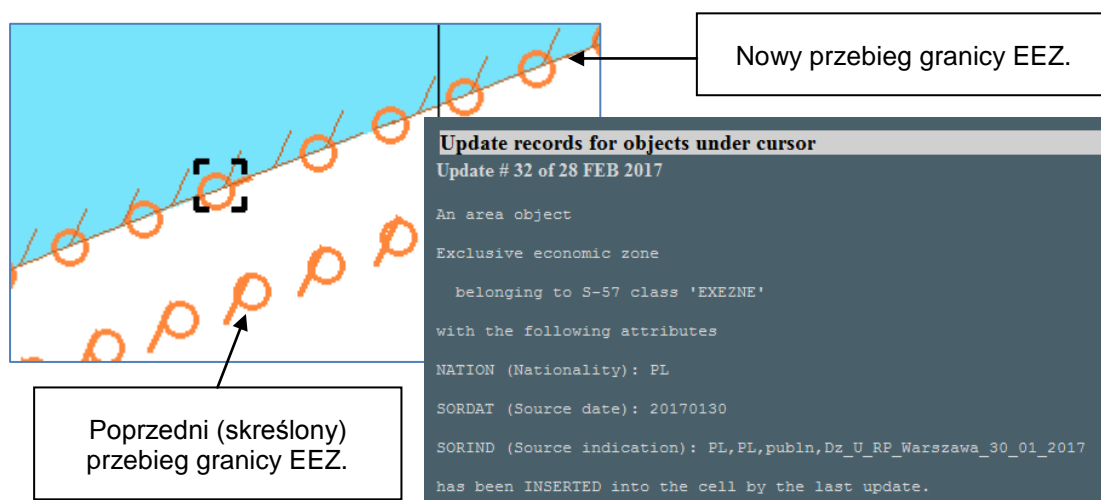 Nowy przebieg granicy EEZ.
Update records for objects under cursor
Update # 32 of 28 FEB 2017
An area object
Exclusive economic zone
belonging to S-57 class 'EXEZNE'
with the following attributes
NATION (Nationality): PL
SORDAT (Source date): 20170130
SORIND (Source indication): PL,PL,publn,Dz_U_RP_Warszawa_30_01_2017
has been INSERTED into the cell by the last update.
Poprzedni (skreślony)
przebieg granicy EEZ.